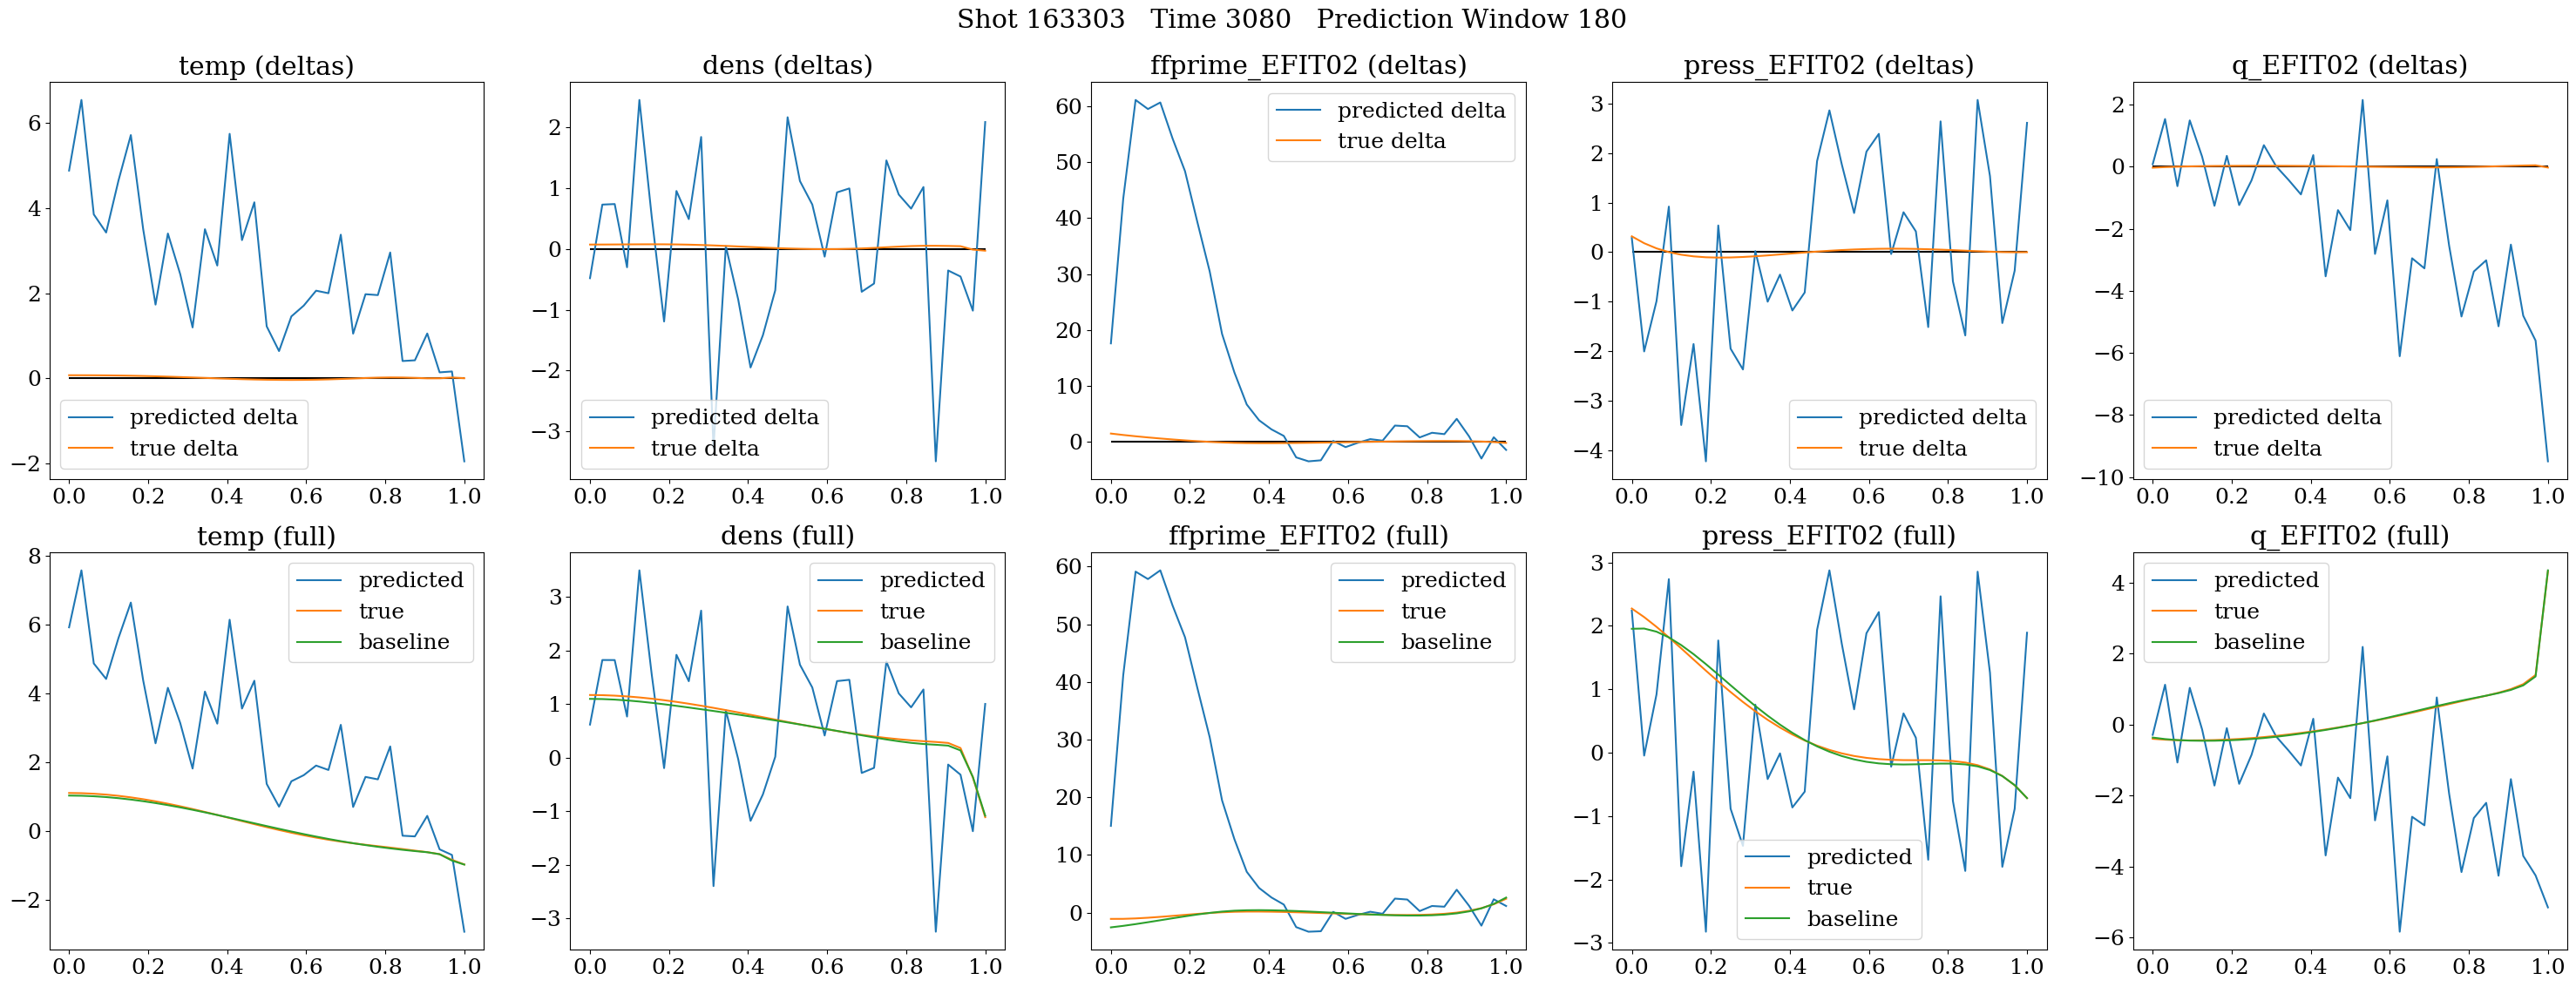 Shot 163303   Time 3080   Prediction Window 180
temp (deltas)
6
4
2
0
−2
0.0 0.2 0.4 0.6 0.8 1.0
predicted delta
true delta
dens (deltas)
2
1
0
−1
−2
−3
0.0 0.2 0.4 0.6 0.8 1.0
predicted delta
true delta
ffprime_EFIT02 (deltas)
60
50
40
30
20
10
0
0.0 0.2 0.4 0.6 0.8 1.0
predicted delta
true delta
press_EFIT02 (deltas)
3
2
1
0
−1
−2
−3
−4
0.0 0.2 0.4 0.6 0.8 1.0
predicted delta
true delta
q_EFIT02 (deltas)
2
0
−2
−4
−6
−8
−10
0.0 0.2 0.4 0.6 0.8 1.0
predicted delta
true delta
temp (full)
8
6
4
2
0
−2
0.0 0.2 0.4 0.6 0.8 1.0
predicted
true
baseline
dens (full)
3
2
1
0
−1
−2
−3
0.0 0.2 0.4 0.6 0.8 1.0
predicted
true
baseline
ffprime_EFIT02 (full)
60
50
40
30
20
10
0
0.0 0.2 0.4 0.6 0.8 1.0
predicted
true
baseline
press_EFIT02 (full)
3
2
1
0
−1
−2
−3
0.0 0.2 0.4 0.6 0.8 1.0
predicted
true
baseline
q_EFIT02 (full)
4
2
0
−2
−4
−6
0.0 0.2 0.4 0.6 0.8 1.0
predicted
true
baseline